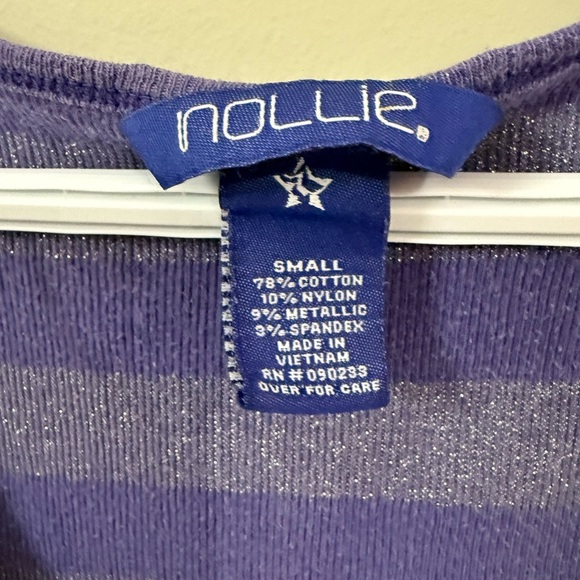 nollie
SMALL
78% COTTON
10% NYLON
9% METALLIC
3% SPANDEX
MADE IN
VIETNAM
RN # 090233
OVER FOR CARE